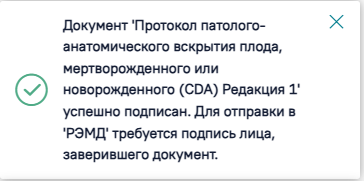 Документ 'Протокол патолого-
анатомического вскрытия плода,
мертворожденного или
новорожденного (CDA) Редакция 1'
успешно подписан. Для отправки в
'РЭМД' требуется подпись лица,
заверившего документ.